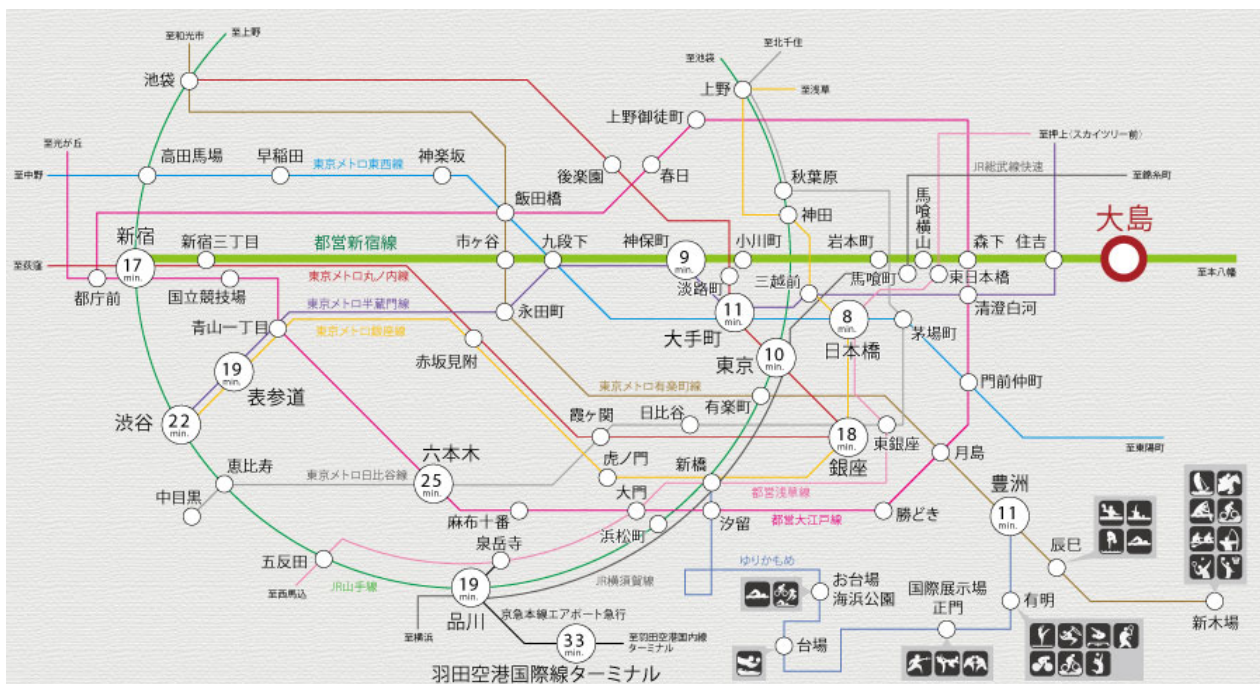 至和光市
至上野
池袋
至池袋
至北千住
上野
至浅草
上野御徒町
至光が丘
至押上〈スカイツリー前〉
至中野
高田馬場
早稲田
東京メトロ東西線
神楽坂
後楽園
春日
秋葉原
JR総武線快速
至錦糸町
飯田橋
神田
馬喰横山
大島
新宿
17
min.
新宿三丁目
都営新宿線
市ヶ谷
九段下
神保町
9
min.
小川町
岩本町
森下
住吉
至荻窪
都庁前
国立競技場
東京メトロ丸ノ内線
淡路町
三越前
馬喰町
東日本橋
至本八幡
東京メトロ半蔵門線
永田町
清澄白河
青山一丁目
東京メトロ銀座線
赤坂見附
11
min.
大手町
8
min.
日本橋
茅場町
19
min.
表参道
10
min.
東京
東京メトロ有楽町線
有楽町
門前仲町
22
min.
渋谷
霞ヶ関
日比谷
18
min.
銀座
東銀座
至東陽町
恵比寿
東京メトロ日比谷線
六本木
25
min.
虎ノ門
新橋
月島
中目黒
大門
都営浅草線
豊洲
11
min.
麻布十番
汐留
都営大江戸線
勝どき
浜松町
泉岳寺
五反田
辰巳
至西馬込
JR山手線
JR横須賀線
ゆりかもめ
19
min.
品川
お台場
海浜公園
国際展示場
正門
有明
新木場
至横浜
京急本線エアポート急行
33
min.
至羽田空港国内線
ターミナル
台場
羽田空港国際線ターミナル